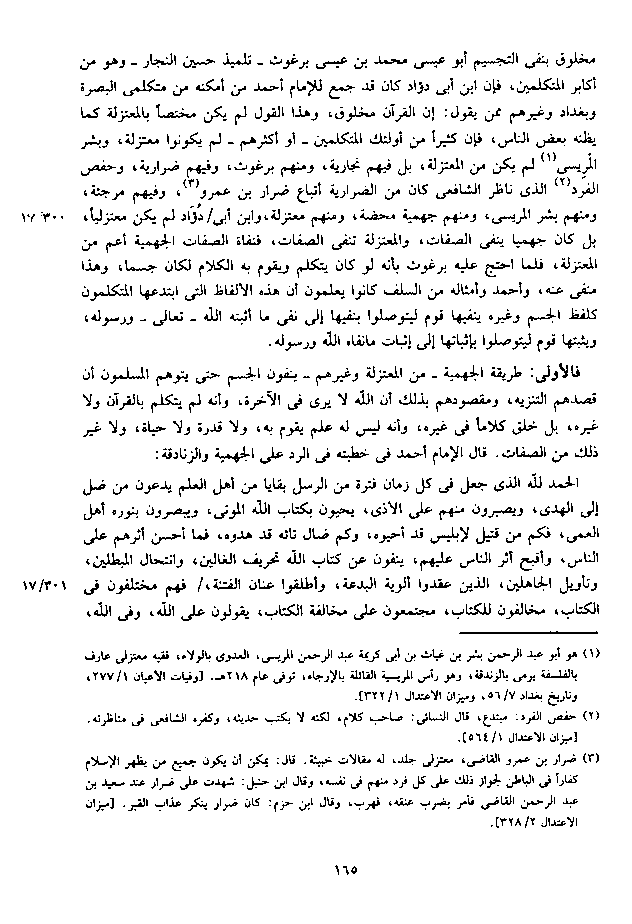 مخلوق بنفى التجسيم أبو عيسى محمد بن عيسى برغوث ـ تلميذ حسين النجار ـ وهو من
أكابر المتكلمين، فإن ابن أبى دؤاد كان قد جمع للإمام أحمد من أمكنه من متكلمى البصرة
وبغداد وغيرهم ممن يقول: إن القرآن مخلوق، وهذا القول لم يكن مختصاً بالمعتزلة كما
يظنه بعض الناس، فإن كثيراً من أولئك المتكلمين ـ أو أكثرهم ـ لم يكونوا معتزلة، وبشر
المَريسى(١) لم يكن من المعتزلة، بل فيهم نجارية، ومنهم برغوث، وفيهم ضرارية، وحفص
الفرد(٢) الذى ناظر الشافعى كان من الضرارية أتباع ضرار بن عمرو(٣)، وفيهم مرجئة،
ومنهم بشر المريسى، ومنهم جهمية محضة، ومنهم معتزلة، وابن أبى/ دُؤَاد لم يكن معتزلياً، ١٧/٣٠٠
بل كان جهميا ينفى الصفات، والمعتزلة تنفى الصفات، فنفاة الصفات الجهمية أعم من
المعتزلة، فلما احتج عليه برغوث بأنه لو كان يتكلم ويقوم به الكلام لكان جسما، وهذا
منفى عنه، وأحمد وأمثاله من السلف كانوا يعلمون أن هذه الألفاظ التى ابتدعها المتكلمون
كلفظ الجسم وغيره ينفيها قوم ليتوصلوا بنفيها إلى نفى ما أثبته الله ـ تعالى ـ ورسوله،
ويثبتها قوم ليتوصلوا بإثباتها إلى إثبات مانفاه الله ورسوله.
فالأولى: طريقة الجهمية ـ من المعتزلة وغيرهم ـ ينفون الجسم حتى يتوهم المسلمون أن
قصدهم التنزيه، ومقصودهم بذلك أن الله لا يرى فى الآخرة، وأنه لم يتكلم بالقرآن ولا
غيره، بل خلق كلاماً فى غيره، وأنه ليس له علم يقوم به، ولا قدرة ولا حياة، ولا غير
ذلك من الصفات. قال الإمام أحمد فى خطبته فى الرد على الجهمية والزنادقة:
الحمد لله الذى جعل فى كل زمان فترة من الرسل بقايا من أهل العلم يدعون من ضل
إلى الهدى، ويصبرون منهم على الأذى، يحيون بكتاب الله الموتى، ويبصرون بنوره أهل
العمى، فكم من قتيل لإبليس قد أحيوه، وكم ضال تائه قد هدوه، فما أحسن أثرهم على
الناس، وأقبح أثر الناس عليهم، ينفون عن كتاب الله تحريف الغالين، وانتحال المبطلين،
وتأويل الجاهلين، الذين عقدوا ألوية البدعة، وأطلقوا عنان الفتنة، / فهم مختلفون فى ١٧/٣٠١
الكتاب، مخالفون للكتاب، مجتمعون على مخالفة الكتاب، يقولون على الله، وفى الله،
(١) هو أبو عبد الرحمن بشر بن غياث بن أبى كريمة عبد الرحمن المريسى، العدوى بالولاء، فقيه معتزلى عارف
بالفلسفة يرمى بالزندقة، وهو رأس المريسية القائلة بالإرجاء، توفى عام ٢١٨هـ. [وفيات الأعيان ١/ ٢٧٧،
وتاريخ بغداد ٧/ ٥٦، وميزان الاعتدال ١/ ٣٢٢].
(٢) حفص الفرد: مبتدع، قال النسائى: صاحب كلام، لكنه لا يكتب حديثه، وكفره الشافعى فى مناظرته.
[ميزان الاعتدال ١/ ٥٦٤].
(٣) ضرار بن عمرو القاضى، معتزلى جلد، له مقالات خبيثة. قال: يمكن أن يكون جميع من يظهر الإسلام
كفاراً فى الباطن لجواز ذلك على كل فرد منهم فى نفسه، وقال ابن حنبل: شهدت على ضرار عند سعيد بن
عبد الرحمن القاضى فأمر بضرب عنقه، فهرب، وقال ابن حزم: كان ضرار ينكر عذاب القبر. [ميزان
الاعتدال ٢/ ٣٢٨].
١٦٥